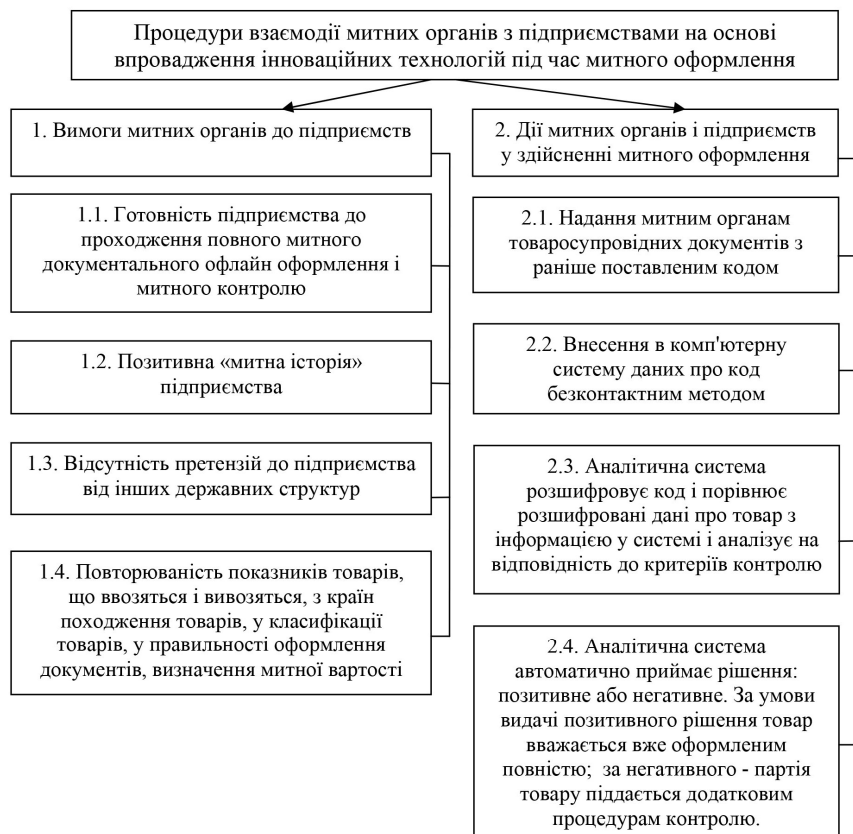 Процедури взаємодії митних органів з підприємствами на основі
впровадження інноваційних технологій під час митного оформлення
1. Вимоги митних органів до підприємств
1.1. Готовність підприємства до
проходження повного митного
документального офлайн оформлення і
митного контролю
1.2. Позитивна «митна історія»
підприємства
1.3. Відсутність претензій до підприємства
від інших державних структур
1.4. Повторюваність показників товарів,
що ввозяться і вивозяться, з країн
походження товарів, у класифікації
товарів, у правильності оформлення
документів, визначення митної вартості
2. Дії митних органів і підприємств
у здійсненні митного оформлення
2.1. Надання митним органам
товаросупровідних документів з
раніше поставленим кодом
2.2. Внесення в комп'ютерну
систему даних про код
безконтактним методом
2.3. Аналітична система
розшифровує код і порівнює
розшифровані дані про товар з
інформацією у системі і аналізує на
відповідність до критеріїв контролю
2.4. Аналітична система
автоматично приймає рішення:
позитивне або негативне. За умови
видачі позитивного рішення товар
вважається вже оформленим
повністю; за негативного - партія
товару піддається додатковим
процедурам контролю.